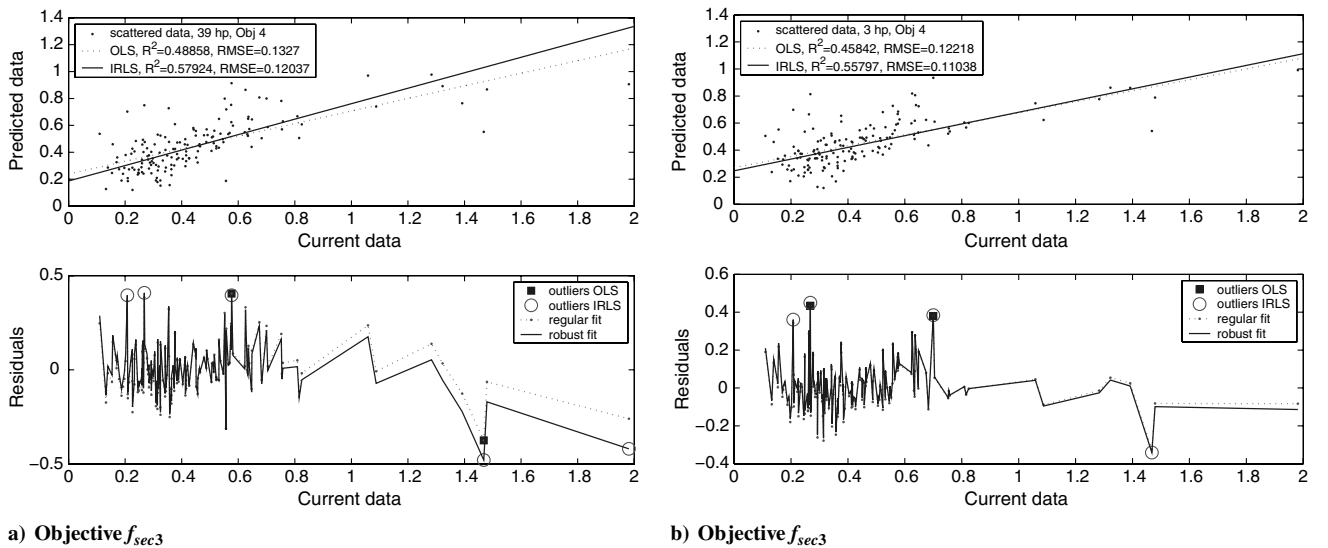 1.4
1.2
1
0.8
0.6
0.4
0.2
0
Predicted data
scattered data, 39 hp, Obj 4
OLS, R²=0.48858, RMSE=0.1327
IRLS, R²=0.57924, RMSE=0.12037
0 0.2 0.4 0.6 0.8 1 1.2 1.4 1.6 1.8 2
Current data
0.5
0
−0.5
Residuals
outliers OLS
outliers IRLS
regular fit
robust fit
0 0.2 0.4 0.6 0.8 1 1.2 1.4 1.6 1.8 2
Current data
a) Objective f_sec3
1.4
1.2
1
0.8
0.6
0.4
0.2
0
Predicted data
scattered data, 3 hp, Obj 4
OLS, R²=0.45842, RMSE=0.12218
IRLS, R²=0.55797, RMSE=0.11038
0 0.2 0.4 0.6 0.8 1 1.2 1.4 1.6 1.8 2
Current data
0.6
0.4
0.2
0
−0.2
−0.4
Residuals
outliers OLS
outliers IRLS
regular fit
robust fit
0 0.2 0.4 0.6 0.8 1 1.2 1.4 1.6 1.8 2
Current data
b) Objective f_sec3